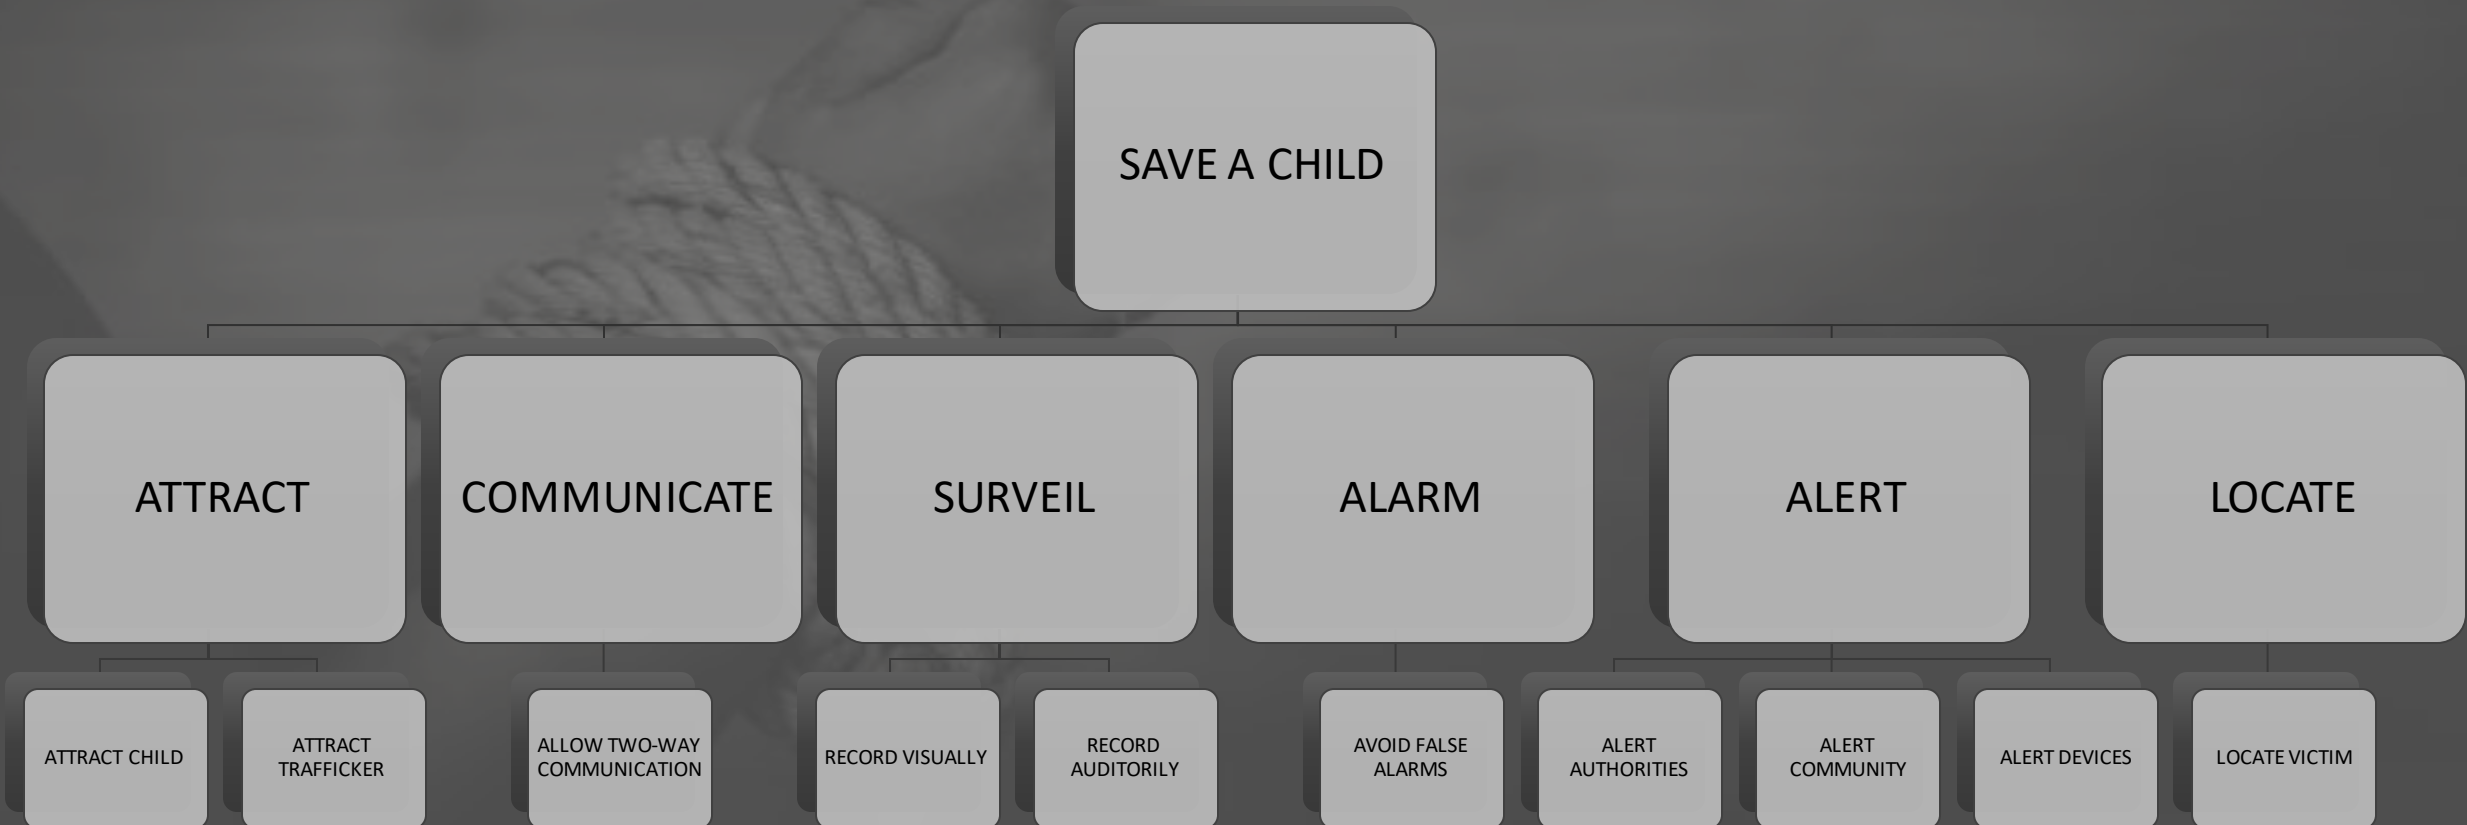 SAVE A CHILD
ATTRACT
COMMUNICATE
SURVEIL
ALARM
ALERT
LOCATE
ATTRACT CHILD
ATTRACT
TRAFFICKER
ALLOW TWO-WAY
COMMUNICATION
RECORD VISUALLY
RECORD
AUDITORILY
AVOID FALSE
ALARMS
ALERT
AUTHORITIES
ALERT
COMMUNITY
ALERT DEVICES
LOCATE VICTIM